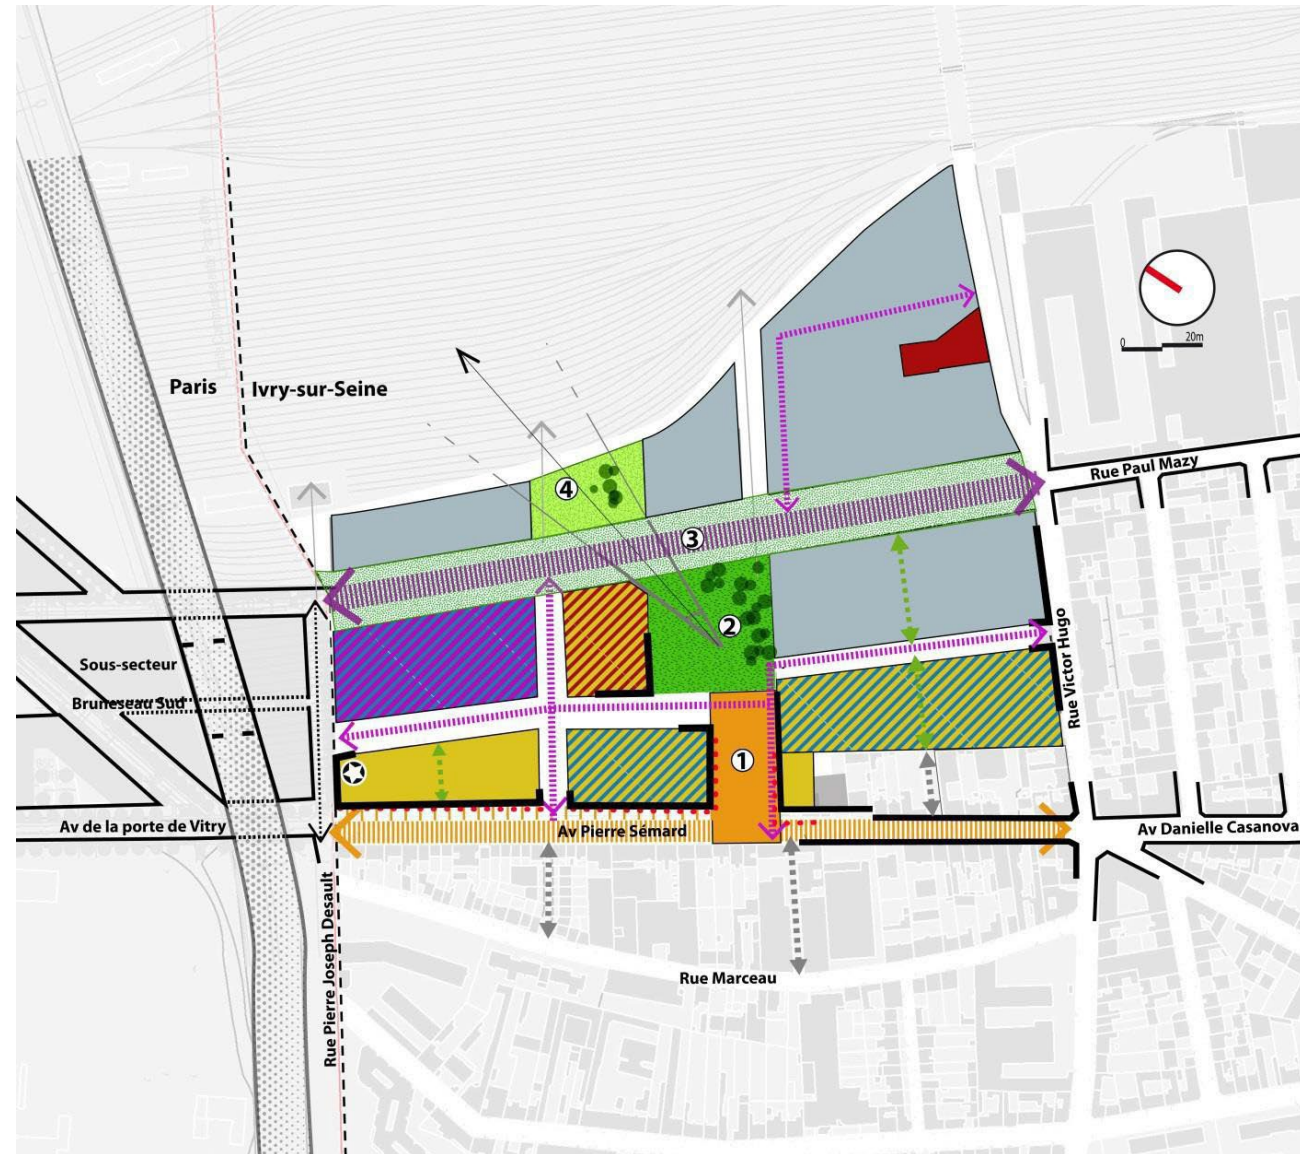 0
20m
Paris
Ivry-sur-Seine
4
Rue Paul Mazy
3
2
Sous-secteur
Bruneseau Sud
Rue Victor Hugo
1
Av de la porte de Vitry
Av Pierre Sémard
Av Danielle Casanova
Rue Pierre Joseph Desault
Rue Marceau